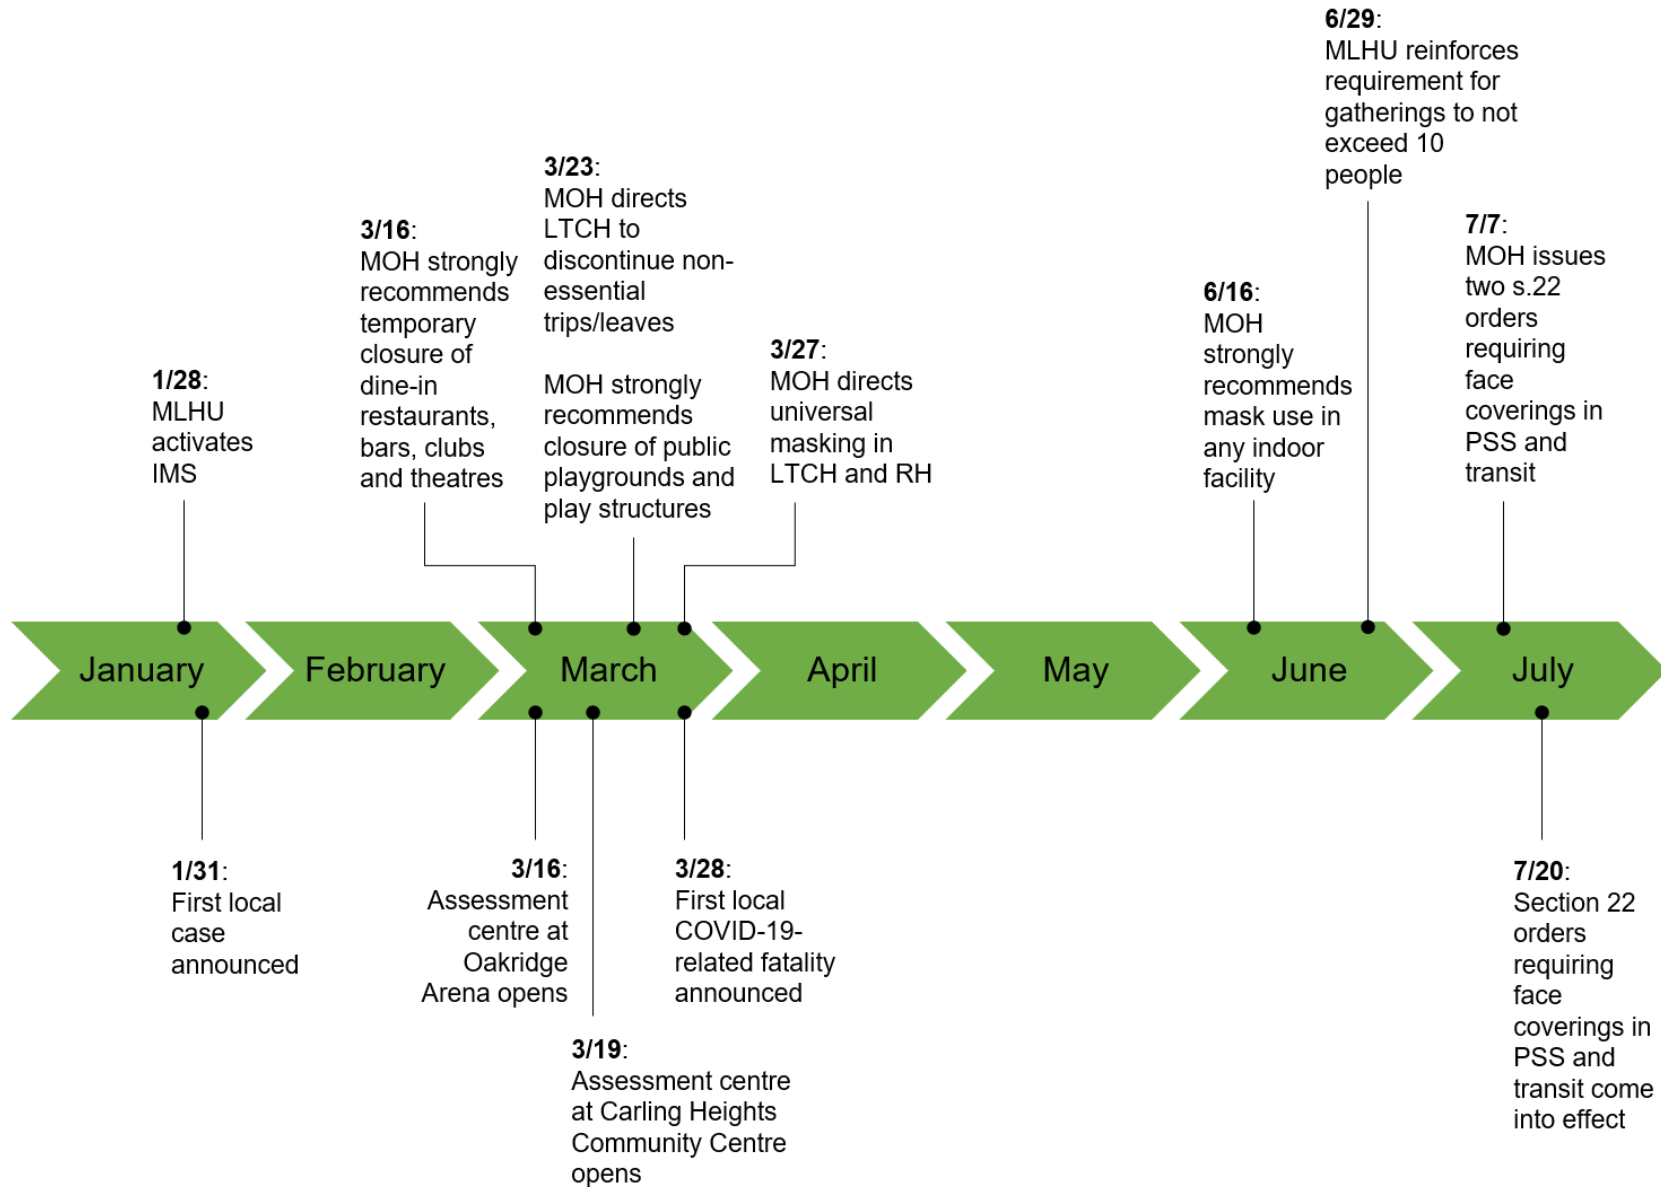 6/29:
MLHU reinforces
requirement for
gatherings to not
exceed 10
people
3/23:
MOH directs
LTCH to
discontinue non-
essential
trips/leaves
MOH strongly
recommends
closure of public
playgrounds and
play structures
3/16:
MOH strongly
recommends
temporary
closure of
dine-in
restaurants,
bars, clubs
and theatres
7/7:
MOH issues
two s.22
orders
requiring
face
coverings in
PSS and
transit
6/16:
MOH
strongly
recommends
mask use in
any indoor
facility
3/27:
MOH directs
universal
masking in
LTCH and RH
1/28:
MLHU
activates
IMS
January
February
March
April
May
June
July
1/31:
First local
case
announced
3/16:
Assessment
centre at
Oakridge
Arena opens
3/28:
First local
COVID-19-
related fatality
announced
7/20:
Section 22
orders
requiring
face
coverings in
PSS and
transit come
into effect
3/19:
Assessment centre
at Carling Heights
Community Centre
opens